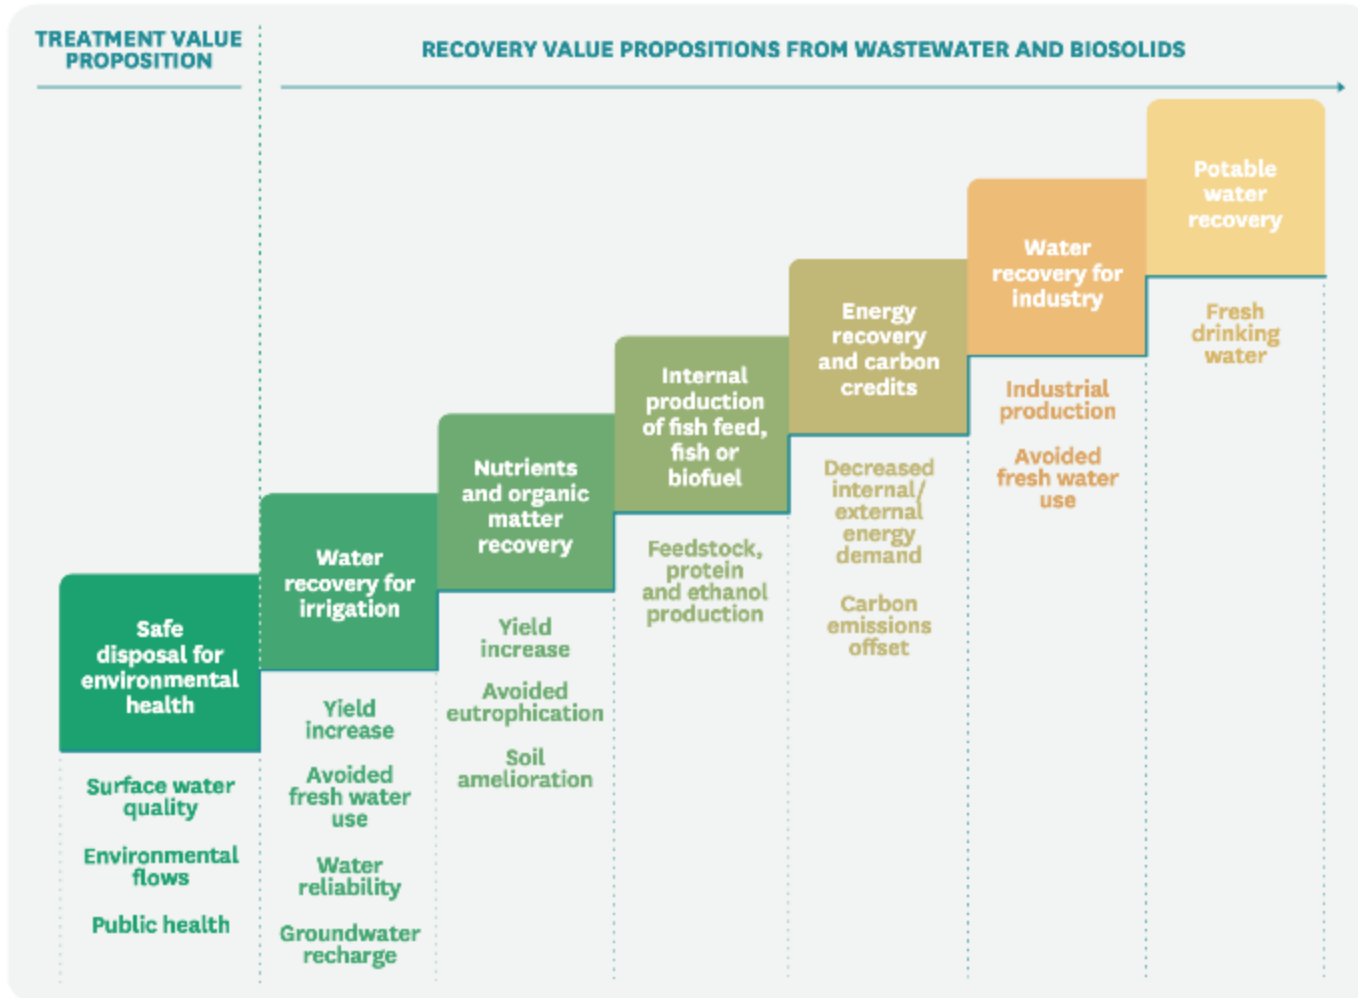 TREATMENT VALUE
PROPOSITION
RECOVERY VALUE PROPOSITIONS FROM WASTEWATER AND BIOSOLIDS
Safe
disposal for
environmental
health
Surface water
quality
Environmental
flows
Public health
Water
recovery for
irrigation
Yield
increase
Avoided
fresh water
use
Water
reliability
Groundwater
recharge
Nutrients
and organic
matter
recovery
Yield
increase
Avoided
eutrophication
Soil
amelioration
Internal
production
of fish feed,
fish or
biofuel
Feedstock,
protein
and ethanol
production
Energy
recovery
and carbon
credits
Decreased
internal/
external
energy
demand
Carbon
emissions
offset
Water
recovery for
industry
Industrial
production
Avoided
fresh water
use
Potable
water
recovery
Fresh
drinking
water